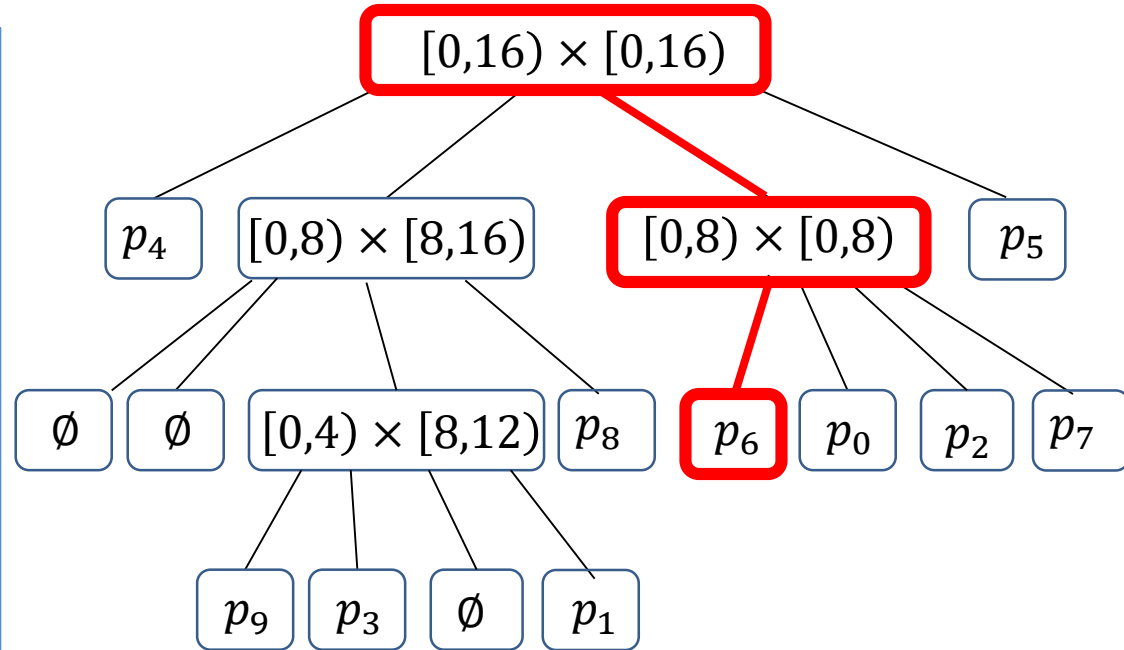 [0,16) × [0,16)
p₄ [0,8) × [8,16) [0,8) × [0,8) p₅
∅ ∅ [0,4) × [8,12) p₈ p₆ p₀ p₂ p₇
p₉ p₃ ∅ p₁